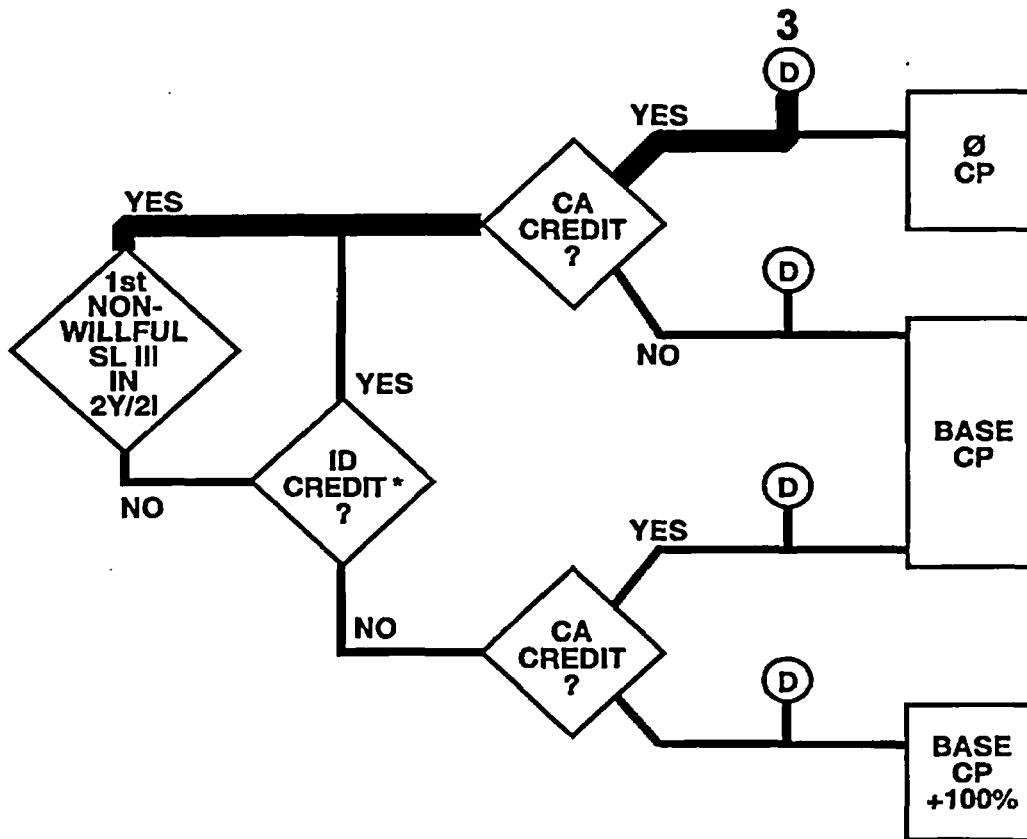 3
D
YES
Ø
CP
YES
CA
CREDIT
?
1st
NON-
WILLFUL
SL III
IN
2Y/2I
D
NO
YES
BASE
CP
ID
CREDIT *
?
NO
D
YES
NO
CA
CREDIT
?
D
BASE
CP
+100%